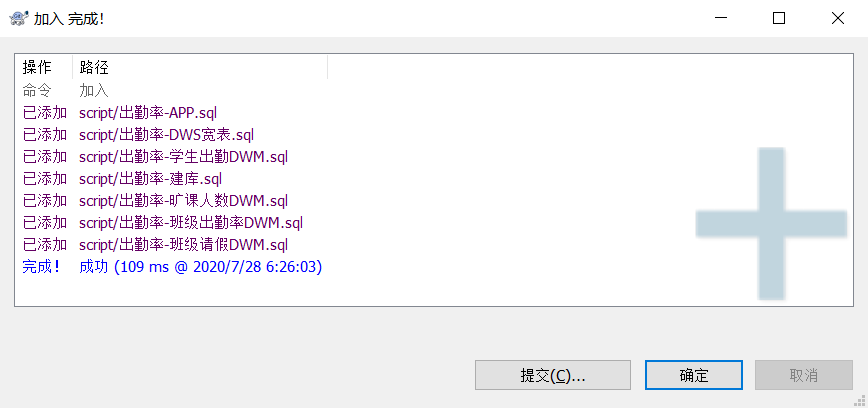 加入 完成!
操作 路径
命令 加入
已添加 script/出勤率-APP.sql
已添加 script/出勤率-DWS宽表.sql
已添加 script/出勤率-学生出勤DWM.sql
已添加 script/出勤率-建库.sql
已添加 script/出勤率-旷课人数DWM.sql
已添加 script/出勤率-班级出勤率DWM.sql
已添加 script/出勤率-班级请假DWM.sql
完成! 成功 (109 ms @ 2020/7/28 6:26:03)
提交(C)... 确定 取消